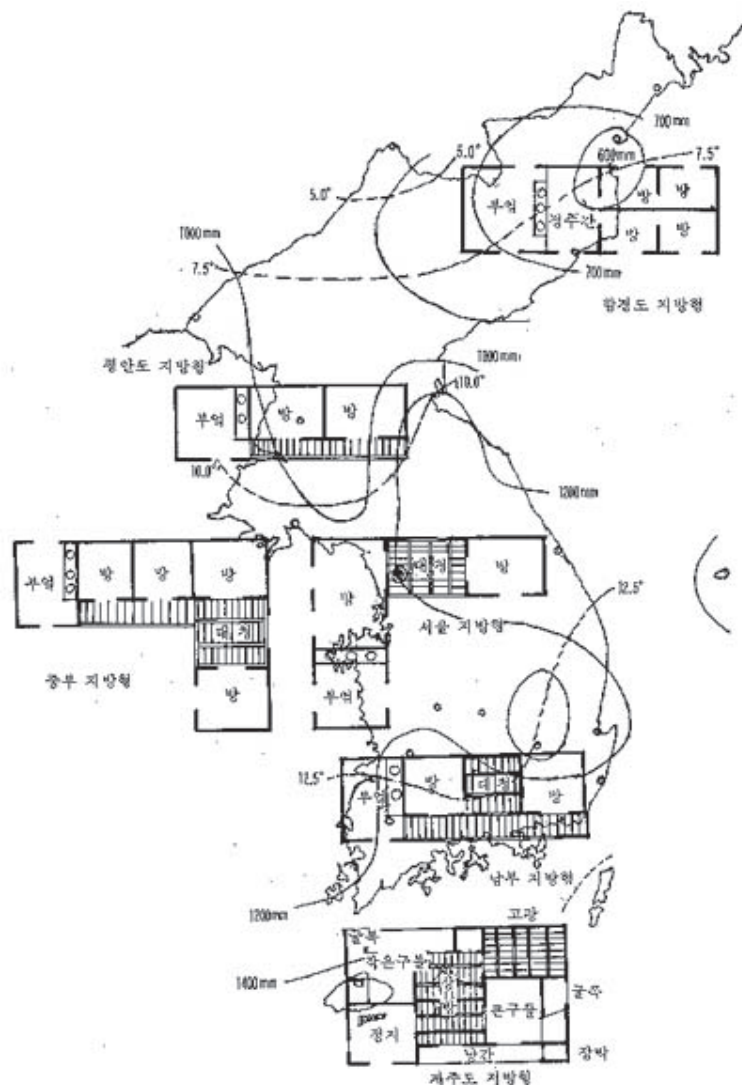 700mm
5.0°
600mm
7.5°
5.0°
부엌
정주간
방
방
방
방
1000mm
7.5°
700mm
함경도 지방형
평안도 지방형
1000mm
10.0°
부엌
방
방
10.0°
1200mm
부엌
방
방
방
대청
방
중부 지방형
대청
방
방
부엌
서울 지방형
12.5°
12.5°
부엌
방
대청
방
남부 지방형
1200mm
고팡
굴묵
작은구들
상방
1400mm
큰구들
굴묵
정지
낭간
장막
제주도 지방형